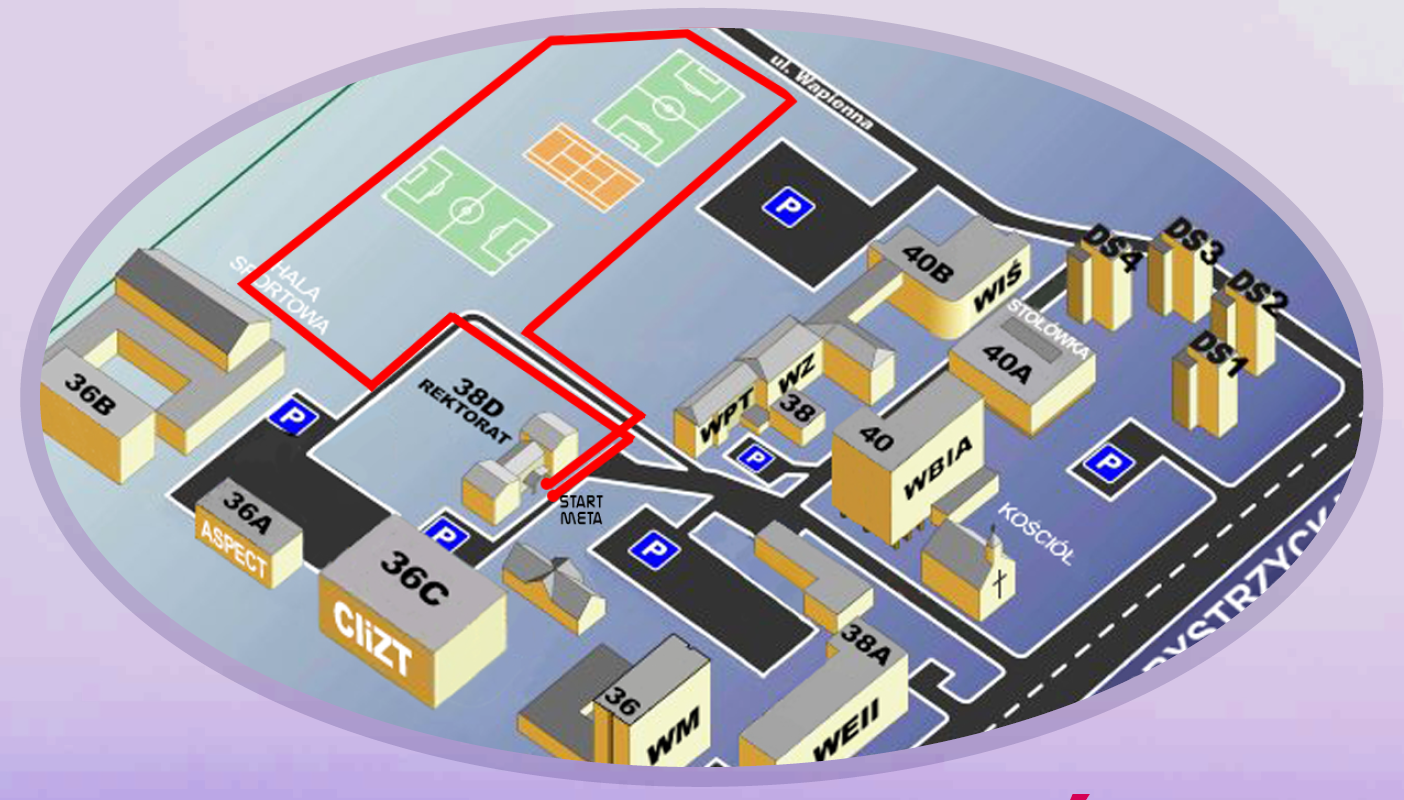 ul. Wapienna
P
HALA
SPORTOWA
40B
WIŚ
DS4
DS3
DS2
DS1
STOŁÓWKA
40A
36B
P
38D
REKTORAT
WPT
WZ
38
P
40
WBIA
P
36A
ASPECT
START
META
P
36C
CIiZT
P
KOŚCIÓŁ
38A
WEII
36
WM